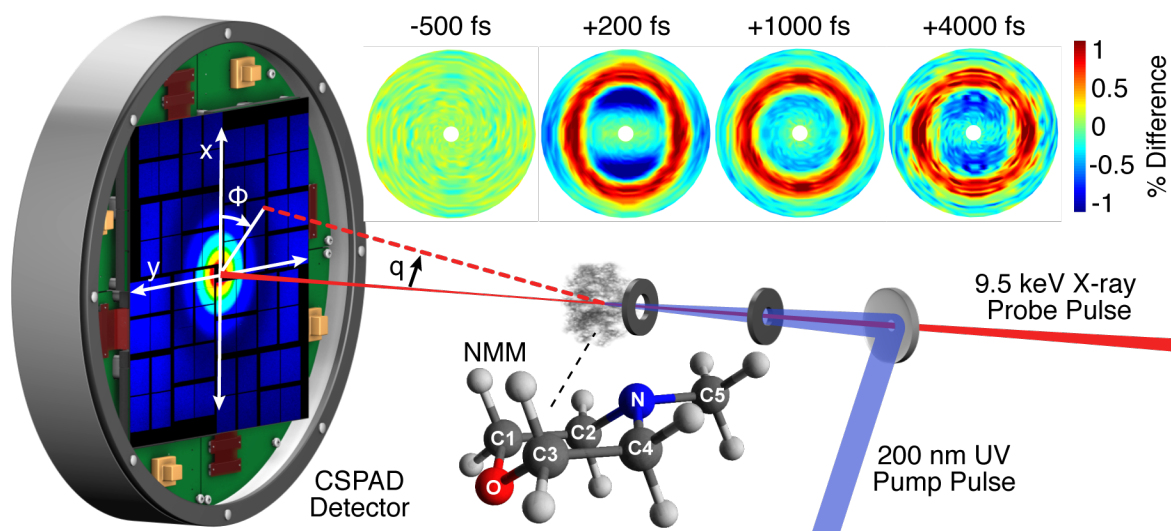 -500 fs
+200 fs
+1000 fs
+4000 fs
1
0.5
0
-0.5
-1
% Difference
x
Φ
y
q
9.5 keV X-ray
Probe Pulse
NMM
N
C5
C1
C2
C3
C4
O
CSPAD
Detector
200 nm UV
Pump Pulse